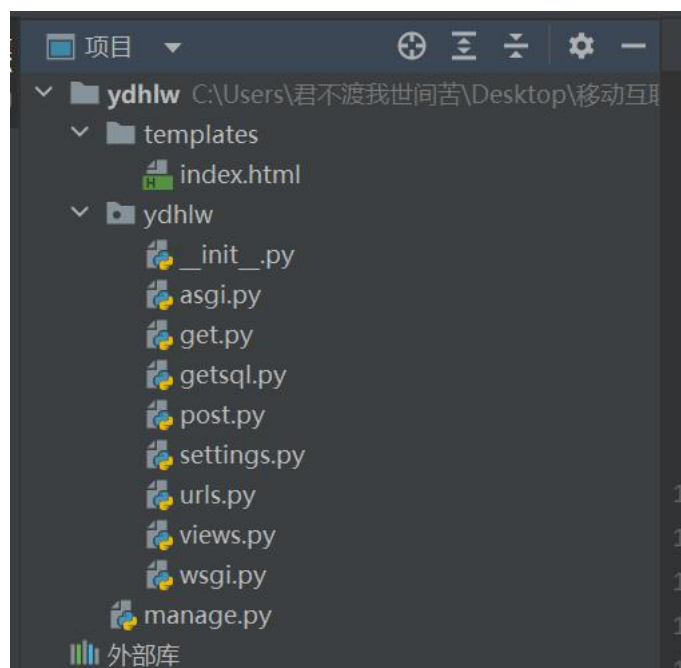 项目
ydhlw C:\Users\君不渡我世间苦\Desktop\移动互联
templates
index.html
ydhlw
__init__.py
asgi.py
get.py
getsql.py
post.py
settings.py
urls.py
views.py
wsgi.py
manage.py
外部库